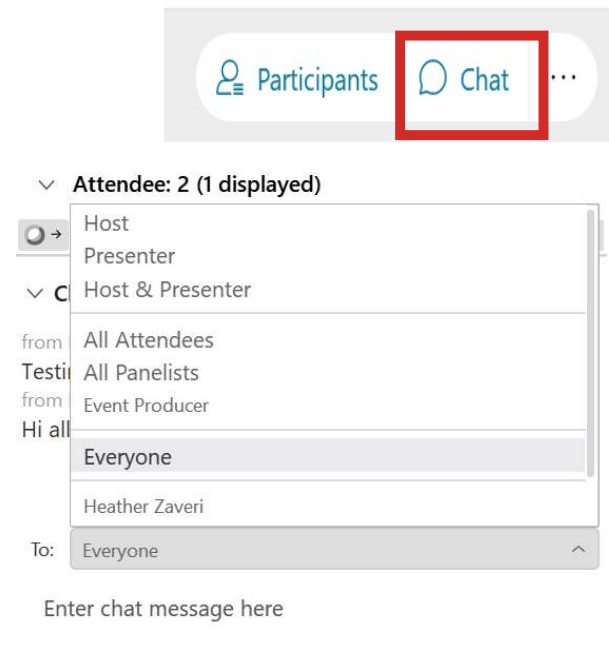 Participants Chat ...
Attendee: 2 (1 displayed)
Host
Presenter
Host & Presenter
from
All Attendees
All Panelists
from
Event Producer
Hi all
Everyone
Heather Zaveri
To: Everyone
Enter chat message here